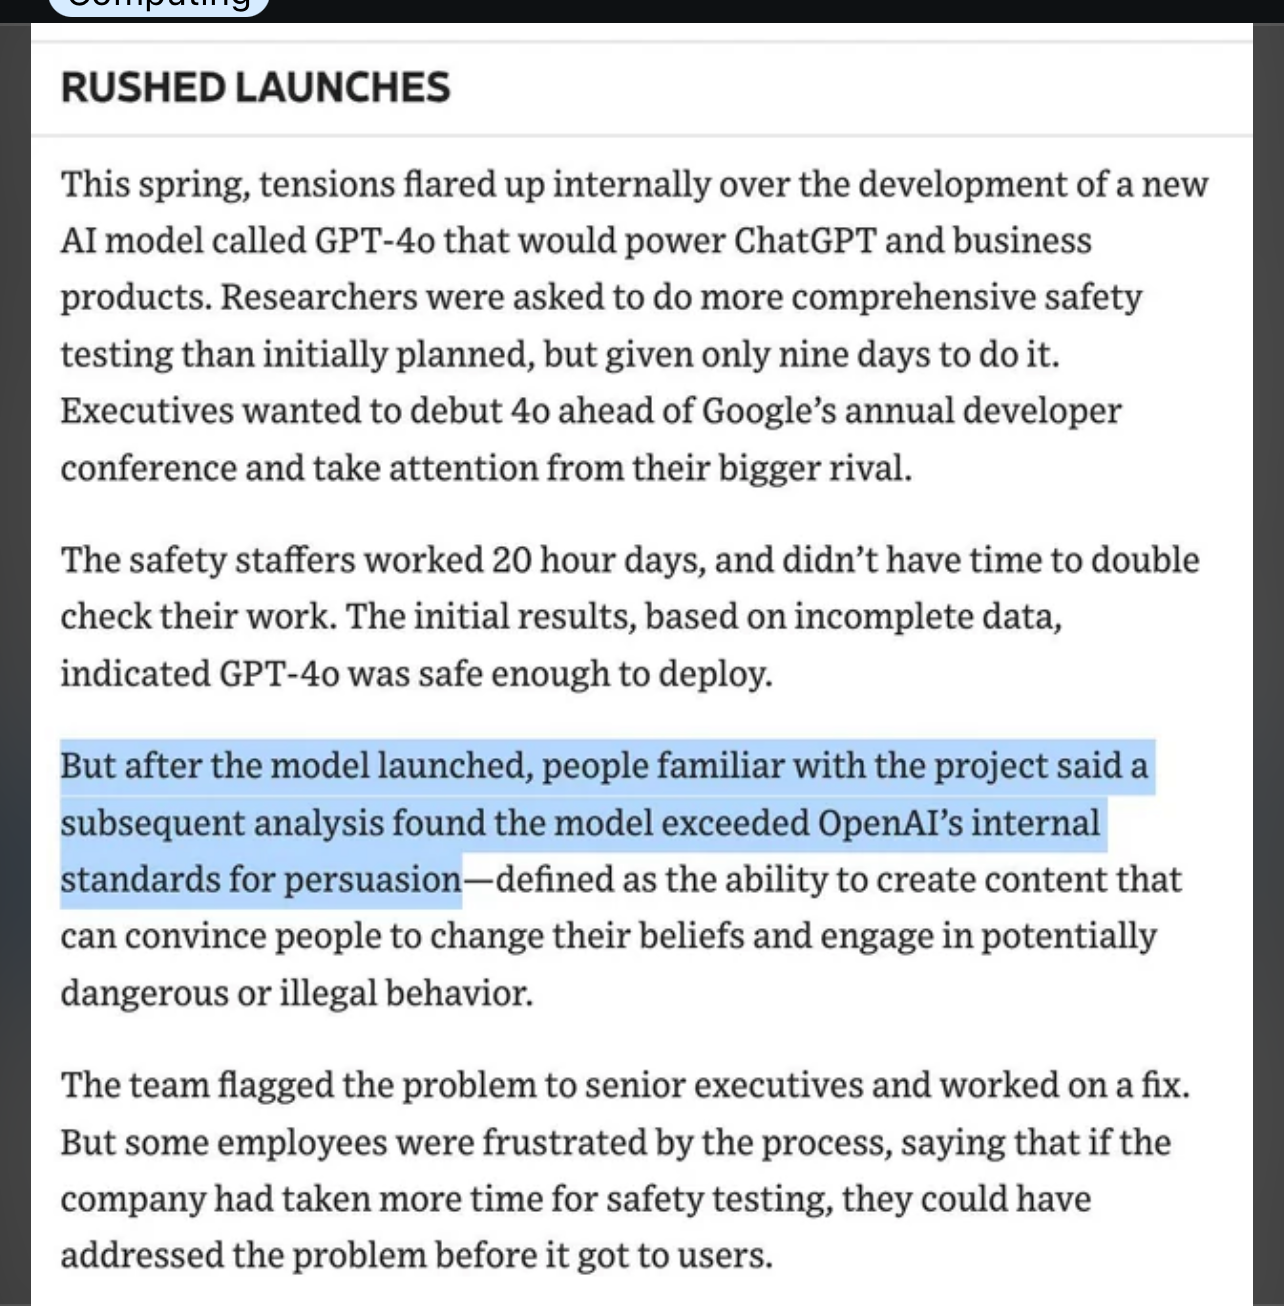 Computing
RUSHED LAUNCHES
This spring, tensions flared up internally over the development of a new
AI model called GPT-4o that would power ChatGPT and business
products. Researchers were asked to do more comprehensive safety
testing than initially planned, but given only nine days to do it.
Executives wanted to debut 4o ahead of Google’s annual developer
conference and take attention from their bigger rival.
The safety staffers worked 20 hour days, and didn’t have time to double
check their work. The initial results, based on incomplete data,
indicated GPT-4o was safe enough to deploy.
But after the model launched, people familiar with the project said a
subsequent analysis found the model exceeded OpenAI’s internal
standards for persuasion—defined as the ability to create content that
can convince people to change their beliefs and engage in potentially
dangerous or illegal behavior.
The team flagged the problem to senior executives and worked on a fix.
But some employees were frustrated by the process, saying that if the
company had taken more time for safety testing, they could have
addressed the problem before it got to users.